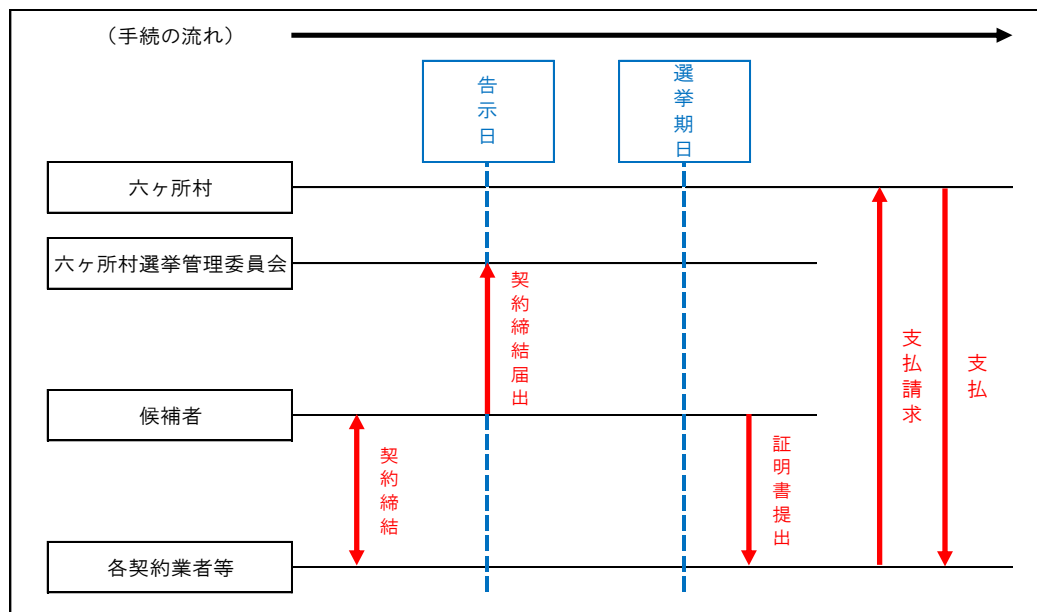 (手続の流れ)
告示日
選挙期日
六ヶ所村
六ヶ所村選挙管理委員会
契約締結届出
支払請求
支払
候補者
契約締結
証明書提出
各契約業者等